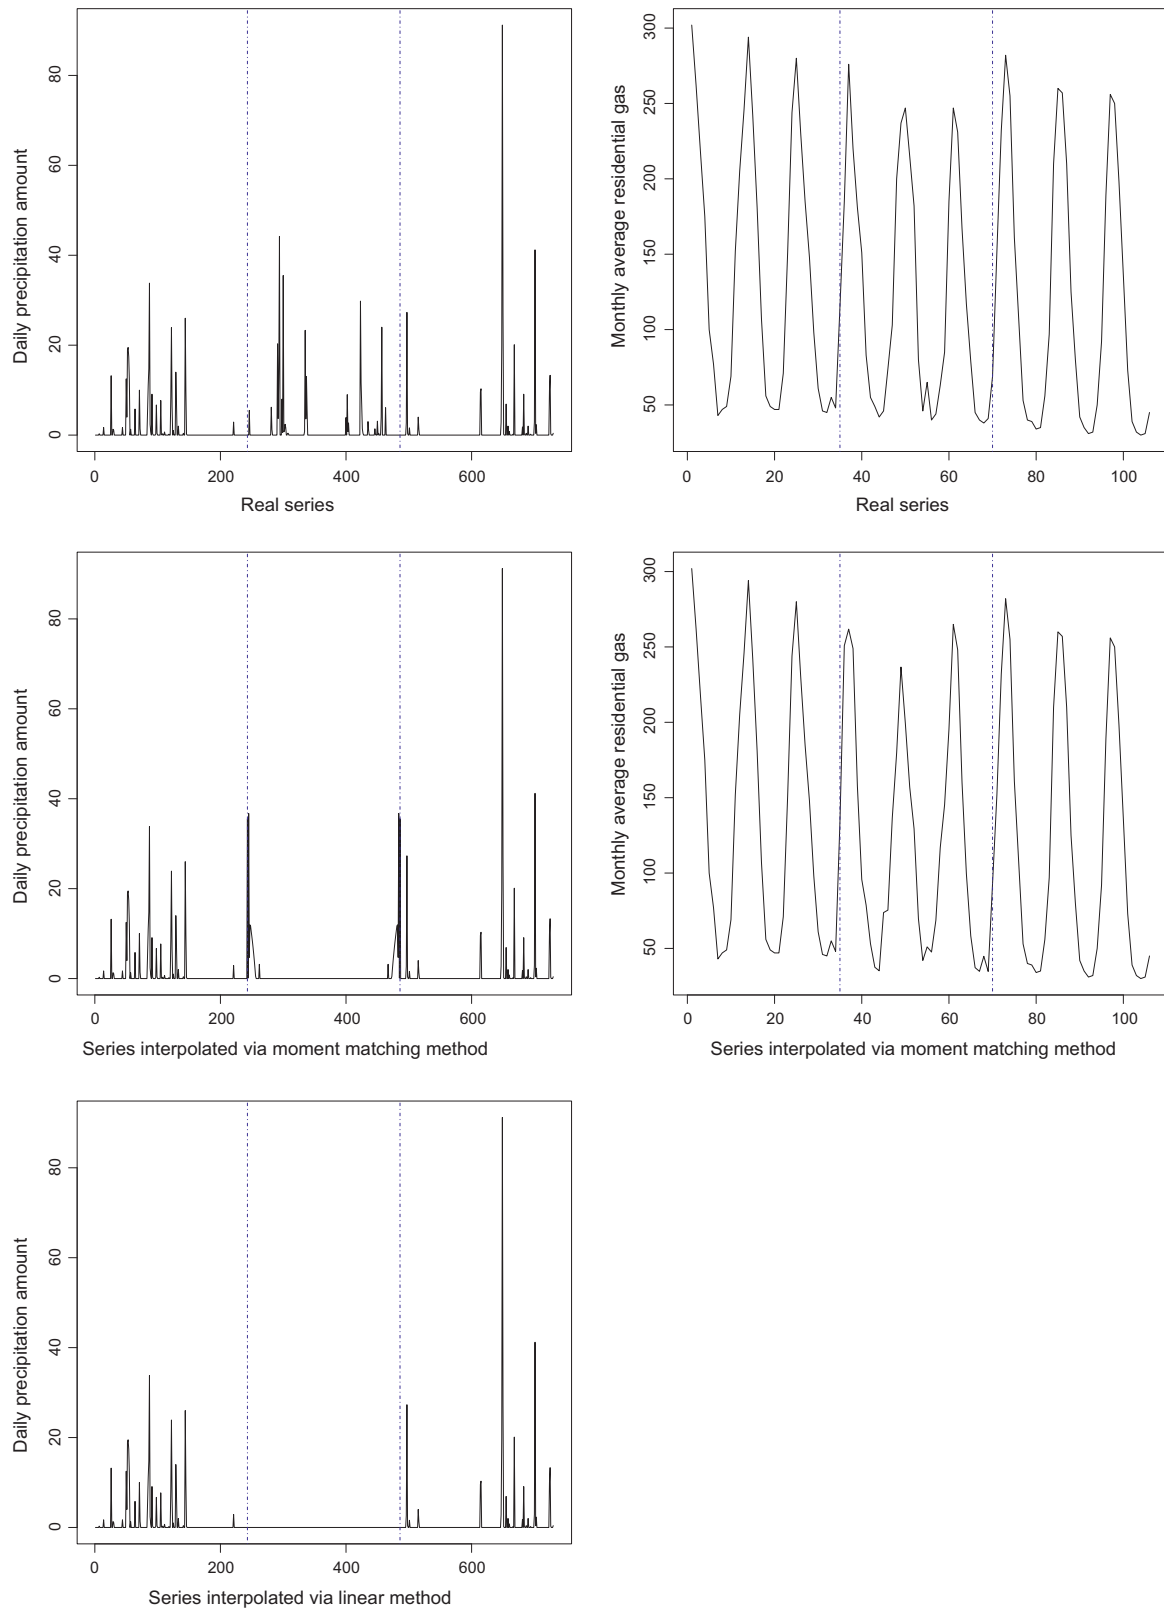 Daily precipitation amount
80
60
40
20
0
0 200 400 600
Real series
Monthly average residential gas
300
250
200
150
100
50
0 20 40 60 80 100
Real series
Daily precipitation amount
80
60
40
20
0
0 200 400 600
Series interpolated via moment matching method
Monthly average residential gas
300
250
200
150
100
50
0 20 40 60 80 100
Series interpolated via moment matching method
Daily precipitation amount
80
60
40
20
0
0 200 400 600
Series interpolated via linear method